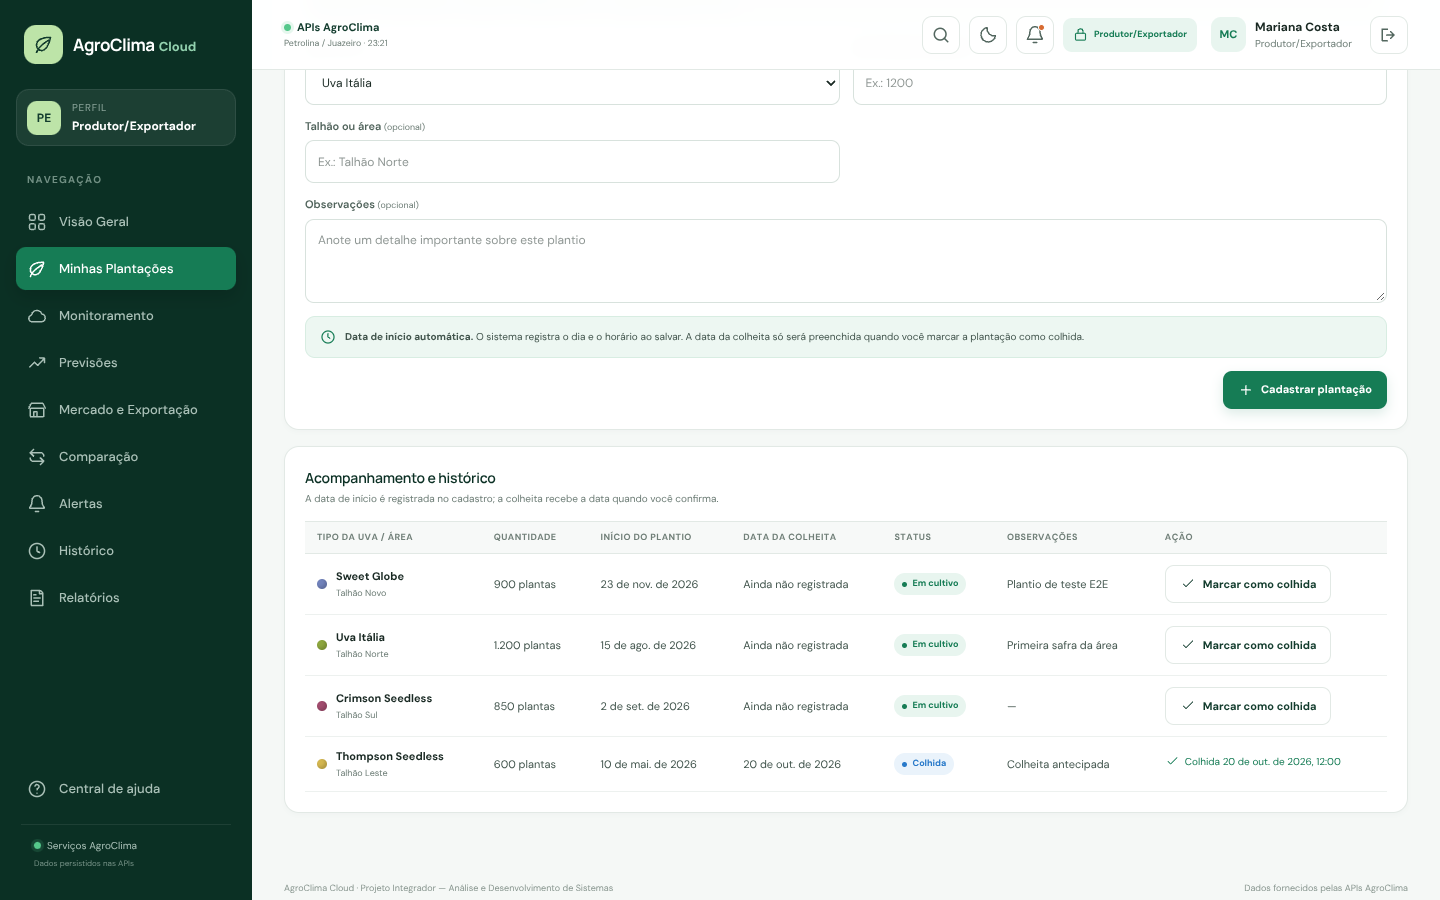 AgroClima Cloud
PE
PERFIL
Produtor/Exportador
NAVEGAÇÃO
Visão Geral
Minhas Plantações
Monitoramento
Previsões
Mercado e Exportação
Comparação
Alertas
Histórico
Relatórios
Central de ajuda
Serviços AgroClima
Dados persistidos nas APIs
APIs AgroClima
Petrolina / Juazeiro · 23:21
Produtor/Exportador
MC
Mariana Costa
Produtor/Exportador
Uva Itália
Ex.: 1200
Talhão ou área (opcional)
Ex.: Talhão Norte
Observações (opcional)
Anote um detalhe importante sobre este plantio
Data de início automática. O sistema registra o dia e o horário ao salvar. A data da colheita só será preenchida quando você marcar a plantação como colhida.
Cadastrar plantação
Acompanhamento e histórico
A data de início é registrada no cadastro; a colheita recebe a data quando você confirma.
TIPO DA UVA / ÁREA QUANTIDADE INÍCIO DO PLANTIO DATA DA COLHEITA STATUS OBSERVAÇÕES AÇÃO
Sweet Globe
Talhão Novo
900 plantas 23 de nov. de 2026 Ainda não registrada Em cultivo Plantio de teste E2E Marcar como colhida
Uva Itália
Talhão Norte
1.200 plantas 15 de ago. de 2026 Ainda não registrada Em cultivo Primeira safra da área Marcar como colhida
Crimson Seedless
Talhão Sul
850 plantas 2 de set. de 2026 Ainda não registrada Em cultivo — Marcar como colhida
Thompson Seedless
Talhão Leste
600 plantas 10 de mai. de 2026 20 de out. de 2026 Colhida Colheita antecipada Colhida 20 de out. de 2026, 12:00
AgroClima Cloud · Projeto Integrador — Análise e Desenvolvimento de Sistemas
Dados fornecidos pelas APIs AgroClima